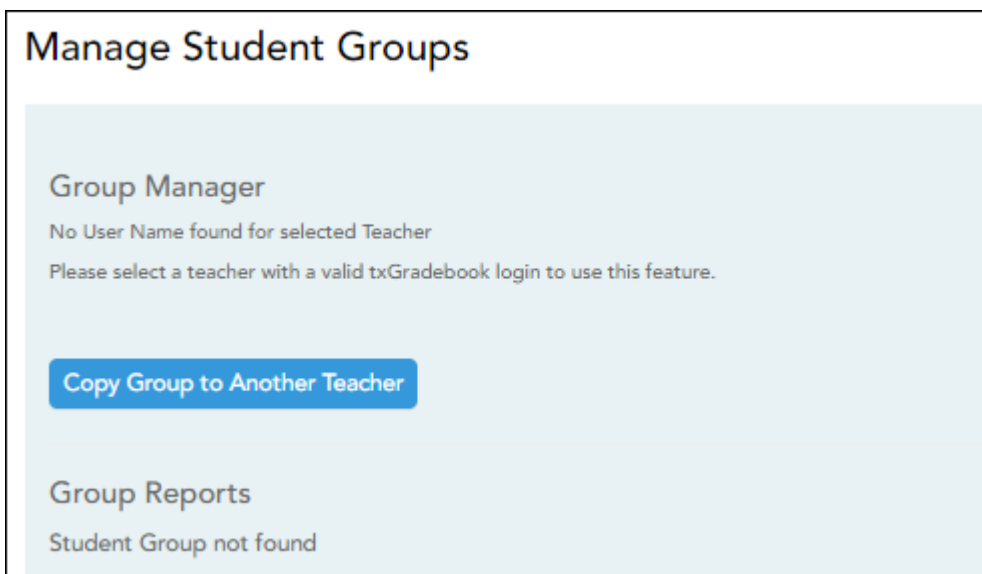 Manage Student Groups
Group Manager
No User Name found for selected Teacher
Please select a teacher with a valid txGradebook login to use this feature.
Copy Group to Another Teacher
Group Reports
Student Group not found